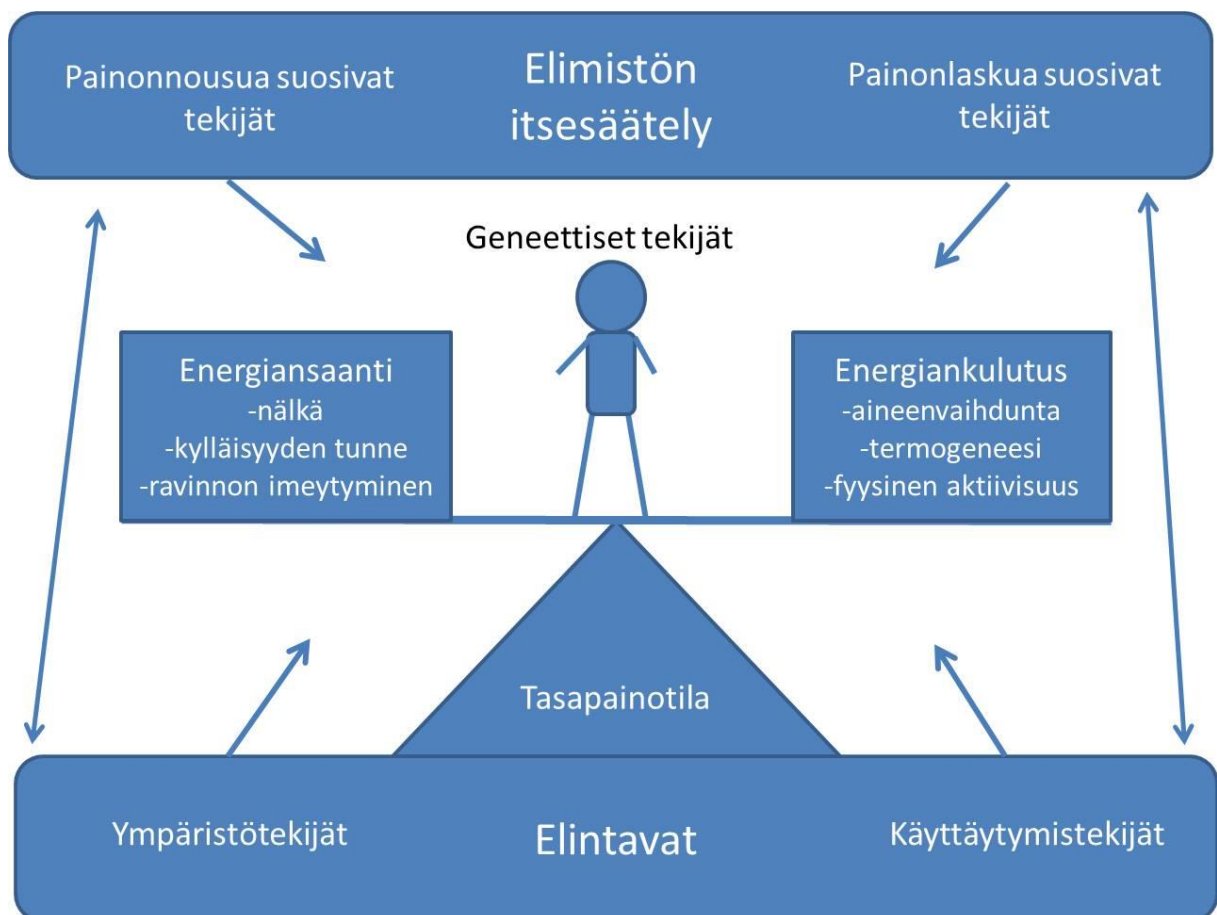 Painonnousua suosivat
tekijät
Elimistön
itsesäätely
Painonlaskua suosivat
tekijät
Geneettiset tekijät
Energiansaanti
-nälkä
-kylläisyyden tunne
-ravinnon imeytyminen
Energiankulutus
-aineenvaihdunta
-termogeneesi
-fyysinen aktiivisuus
Tasapainotila
Ympäristötekijät
Elintavat
Käyttäytymistekijät